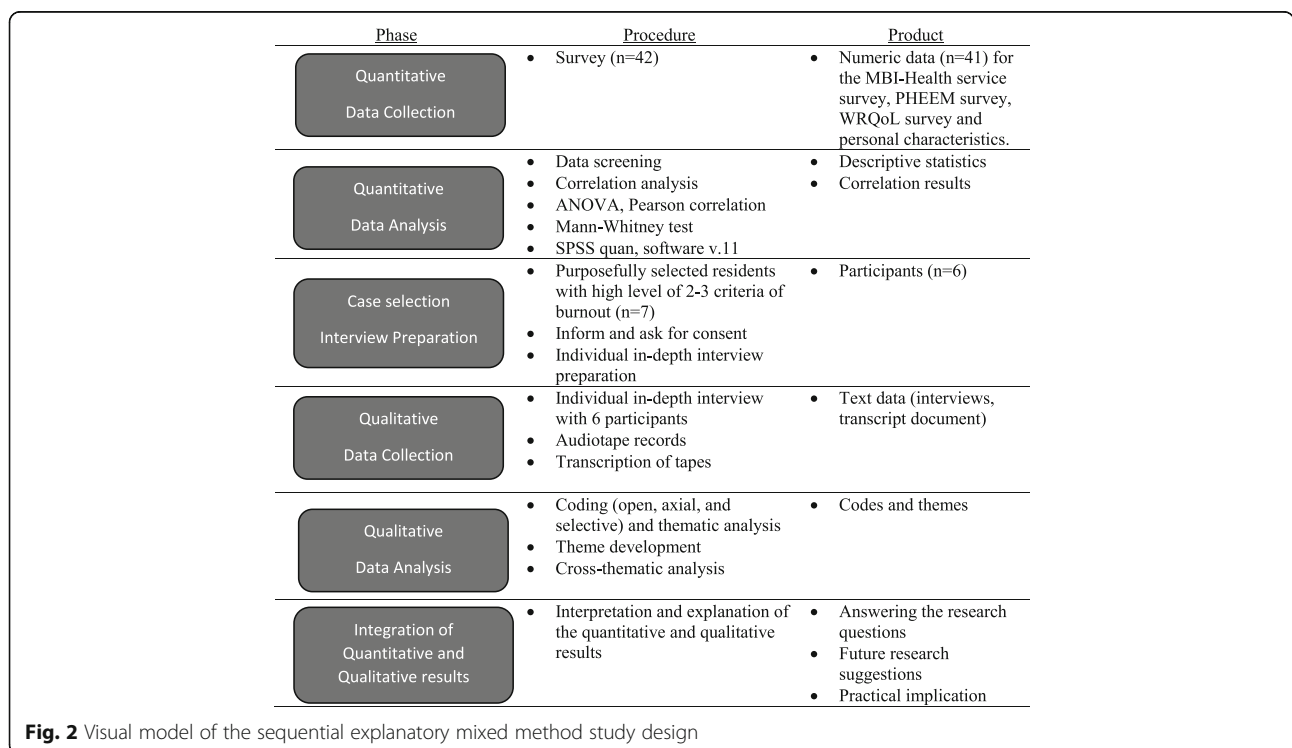 Phase Procedure Product
Quantitative
Data Collection
• Survey (n=42)
• Numeric data (n=41) for
the MBI-Health service
survey, PHEEM survey,
WRQoL survey and
personal characteristics.
Quantitative
Data Analysis
• Data screening
• Correlation analysis
• ANOVA, Pearson correlation
• Mann-Whitney test
• SPSS quan, software v.11
• Descriptive statistics
• Correlation results
Case selection
Interview Preparation
• Purposefully selected residents
with high level of 2-3 criteria of
burnout (n=7)
• Inform and ask for consent
• Individual in-depth interview
preparation
• Participants (n=6)
Qualitative
Data Collection
• Individual in-depth interview
with 6 participants
• Audiotape records
• Transcription of tapes
• Text data (interviews,
transcript document)
Qualitative
Data Analysis
• Coding (open, axial, and
selective) and thematic analysis
• Theme development
• Cross-thematic analysis
• Codes and themes
Integration of
Quantitative and
Qualitative results
• Interpretation and explanation of
the quantitative and qualitative
results
• Answering the research
questions
• Future research
suggestions
• Practical implication
Fig. 2 Visual model of the sequential explanatory mixed method study design